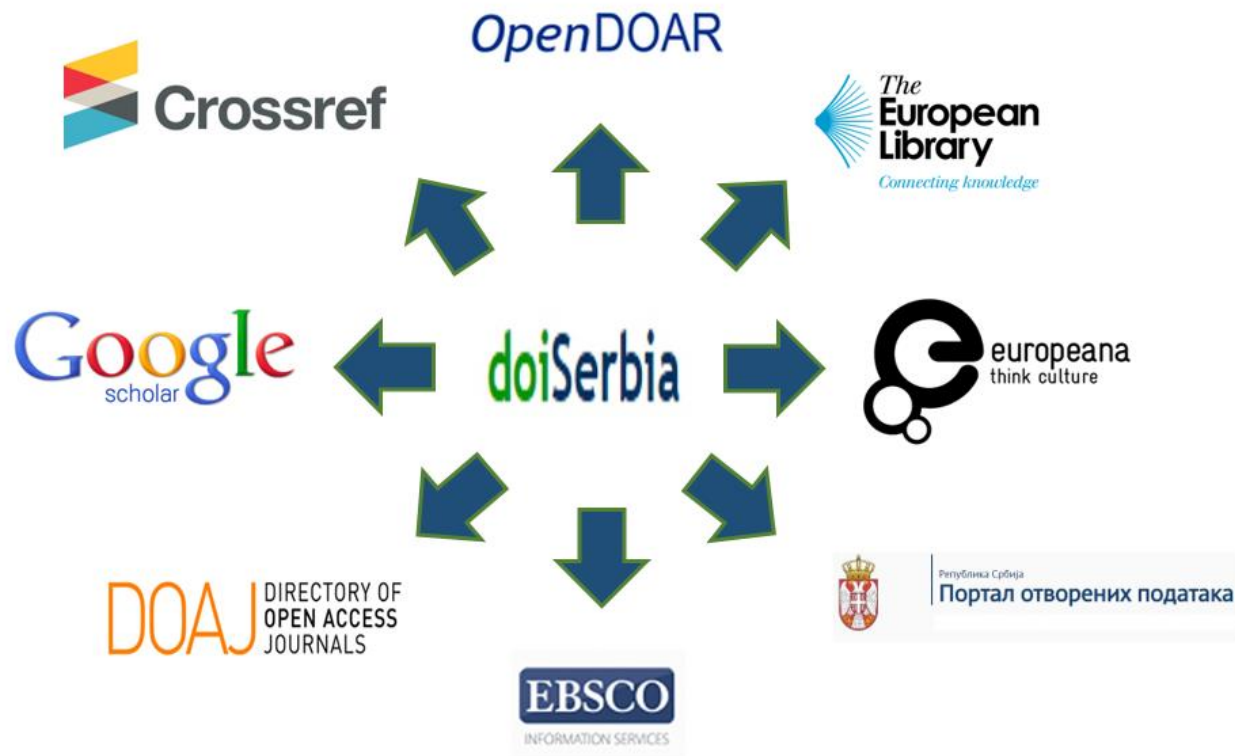 OpenDOAR
Crossref
The
European
Library
Connecting knowledge
Google
scholar
doiSerbia
europeana
think culture
DOAJ
DIRECTORY OF
OPEN ACCESS
JOURNALS
Република Србија
Портал отворених података
EBSCO
INFORMATION SERVICES